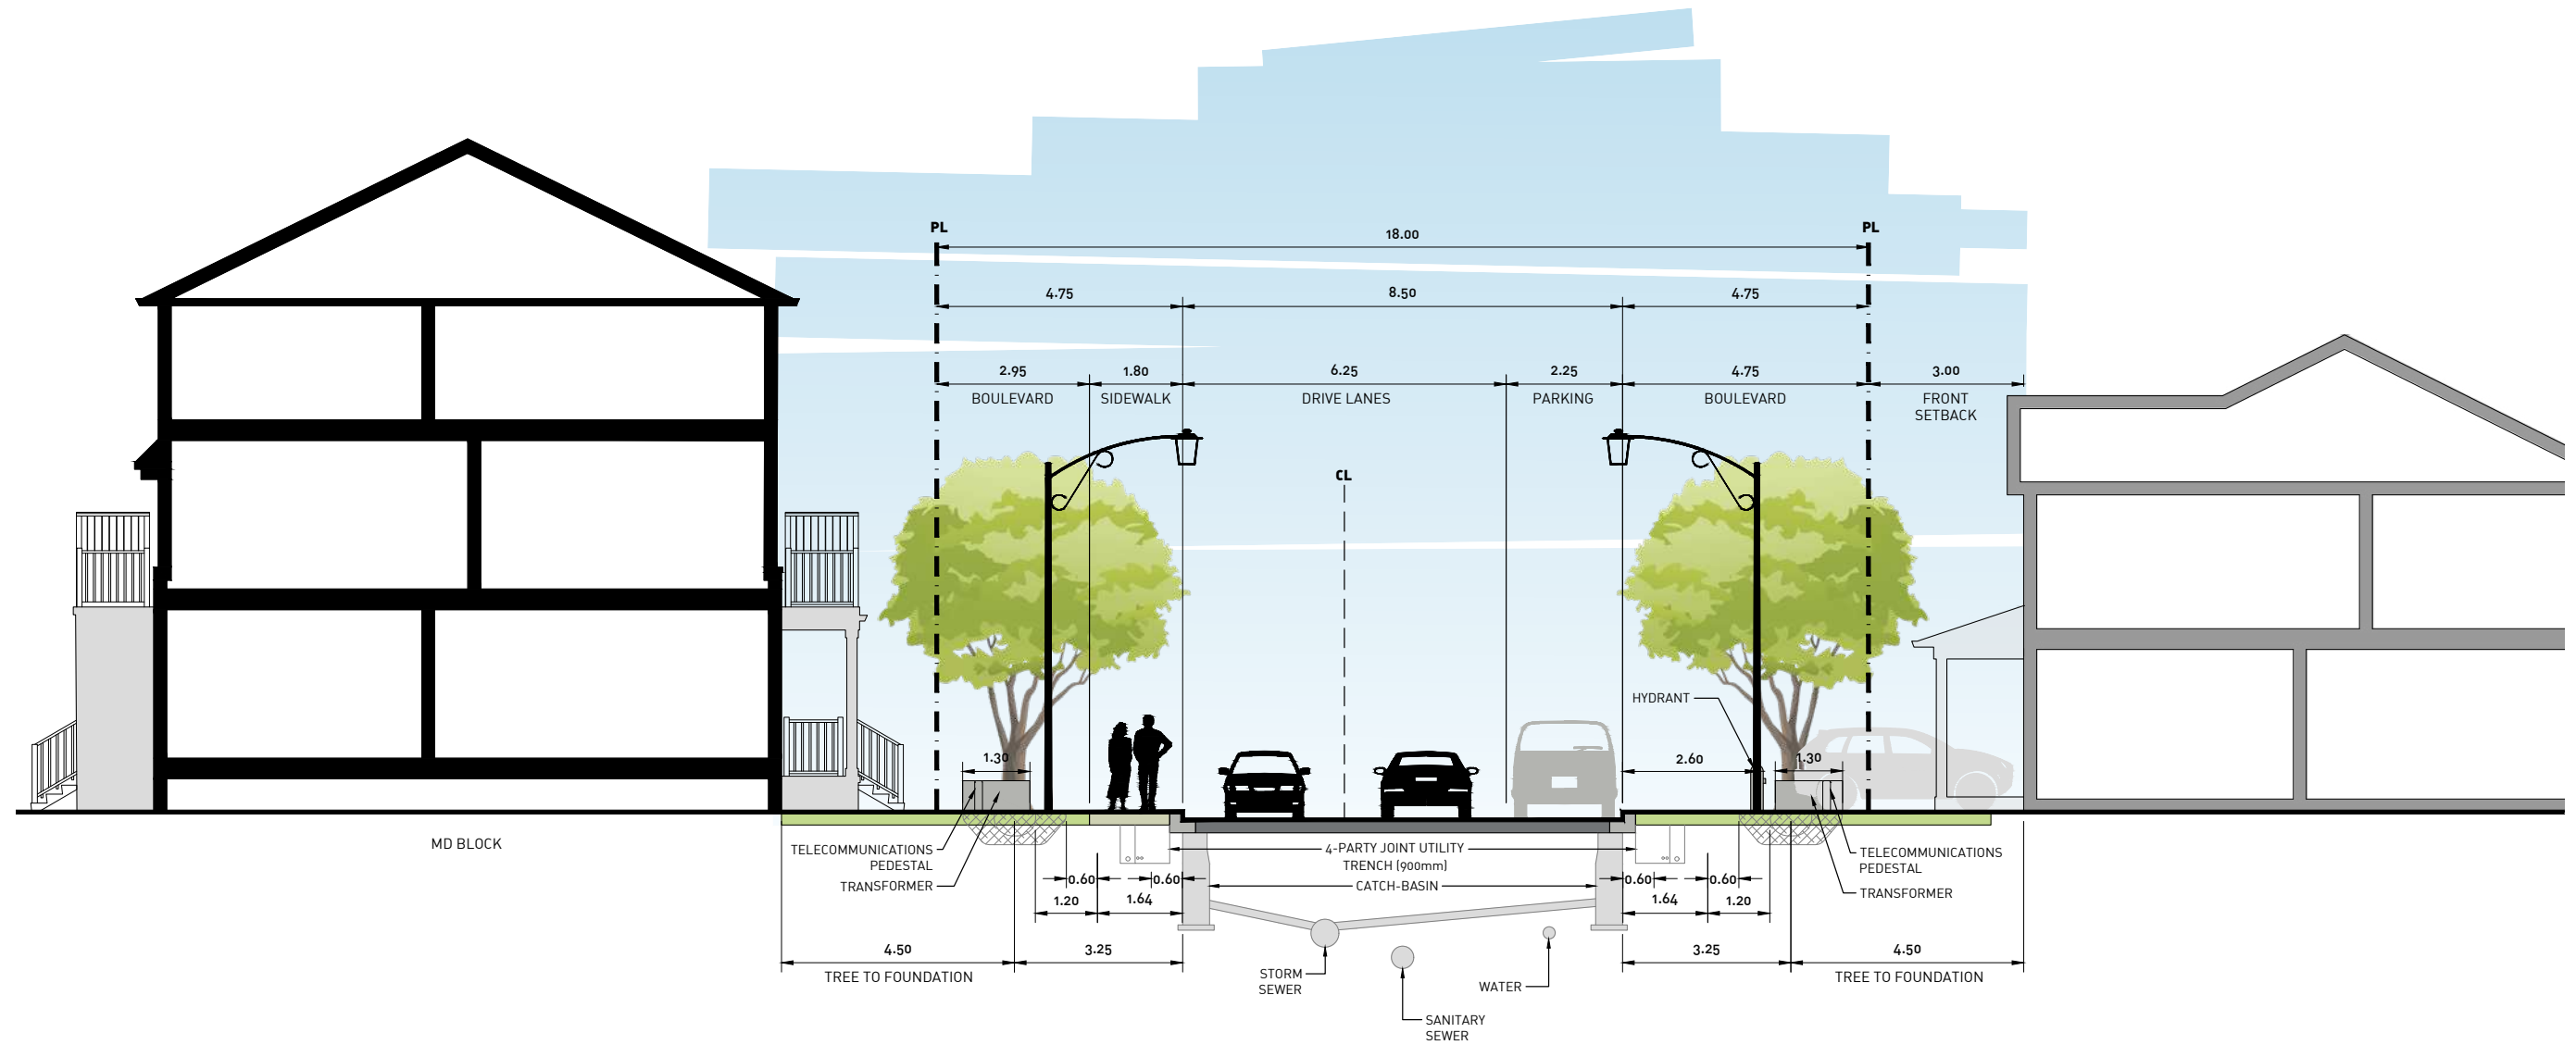 PL
PL
18.00
4.75
8.50
4.75
2.95
1.80
6.25
2.25
4.75
3.00
BOULEVARD
SIDEWALK
DRIVE LANES
PARKING
BOULEVARD
FRONT
SETBACK
CL
HYDRANT
1.30
2.60
1.30
MD BLOCK
TELECOMMUNICATIONS
PEDESTAL
TRANSFORMER
4-PARTY JOINT UTILITY
TRENCH (900mm)
CATCH-BASIN
TELECOMMUNICATIONS
PEDESTAL
TRANSFORMER
0.60
0.60
0.60
0.60
1.20
1.64
1.64
1.20
4.50
3.25
3.25
4.50
TREE TO FOUNDATION
TREE TO FOUNDATION
STORM
SEWER
WATER
SANITARY
SEWER